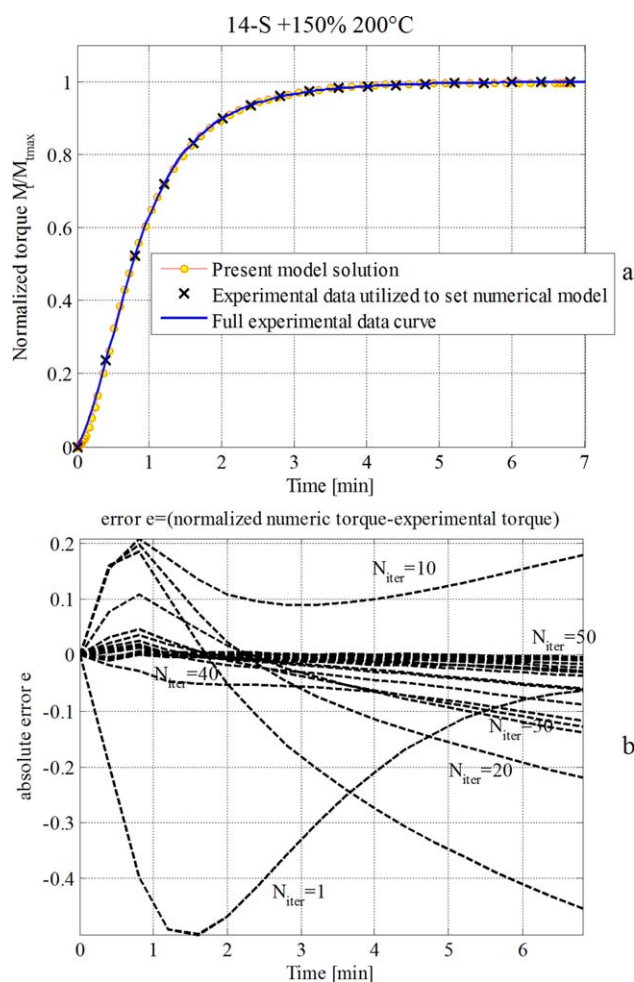 14-S +150% 200°C
Normalized torque M_t/M_tmax
1
0.8
0.6
0.4
0.2
0
Present model solution
Experimental data utilized to set numerical model
Full experimental data curve
a
0 1 2 3 4 5 6 7
Time [min]
error e=(normalized numeric torque-experimental torque)
absolute error e
0.2
0.1
0
-0.1
-0.2
-0.3
-0.4
N_iter=10
N_iter=50
N_iter=40
N_iter=30
N_iter=20
N_iter=1
b
0 1 2 3 4 5 6
Time [min]